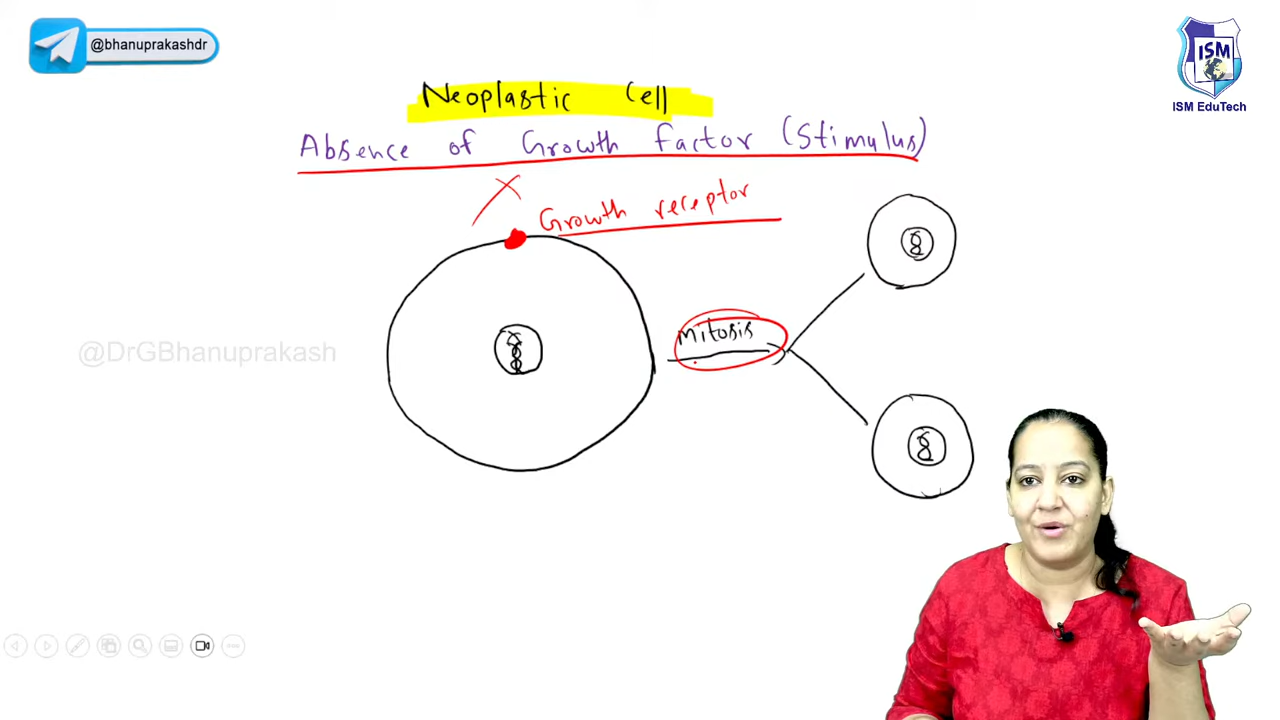 @bhanuprakashdr
ISM
ISM EduTech
Neoplastic Cell
Absence of Growth factor (Stimulus)
Growth receptor
mitosis
@DrGBhanuprakash